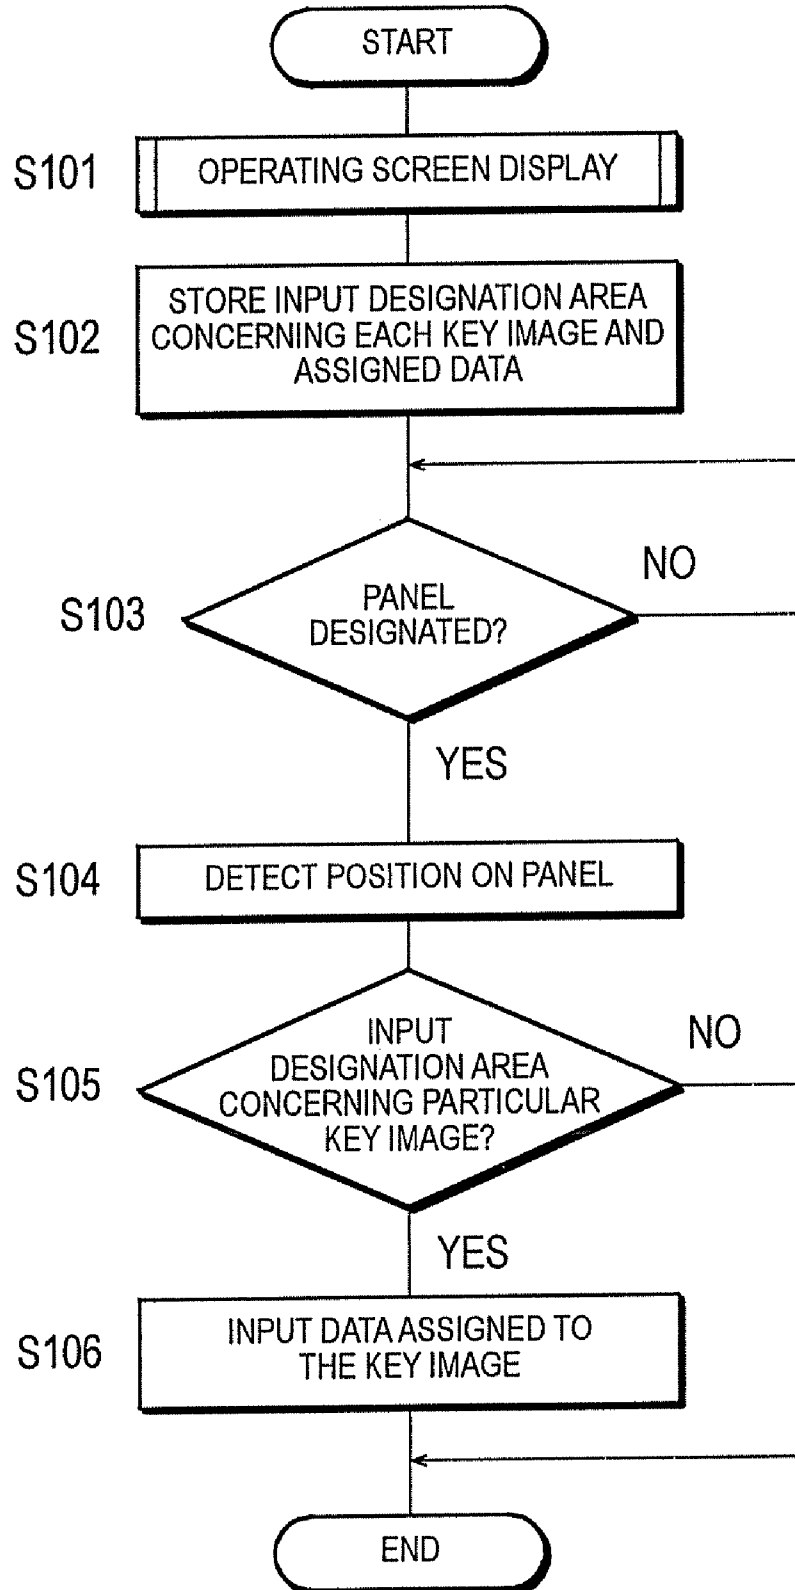 START
S101
OPERATING SCREEN DISPLAY
S102
STORE INPUT DESIGNATION AREA
CONCERNING EACH KEY IMAGE AND
ASSIGNED DATA
S103
PANEL
DESIGNATED?
NO
YES
S104
DETECT POSITION ON PANEL
S105
INPUT
DESIGNATION AREA
CONCERNING PARTICULAR
KEY IMAGE?
NO
YES
S106
INPUT DATA ASSIGNED TO
THE KEY IMAGE
END